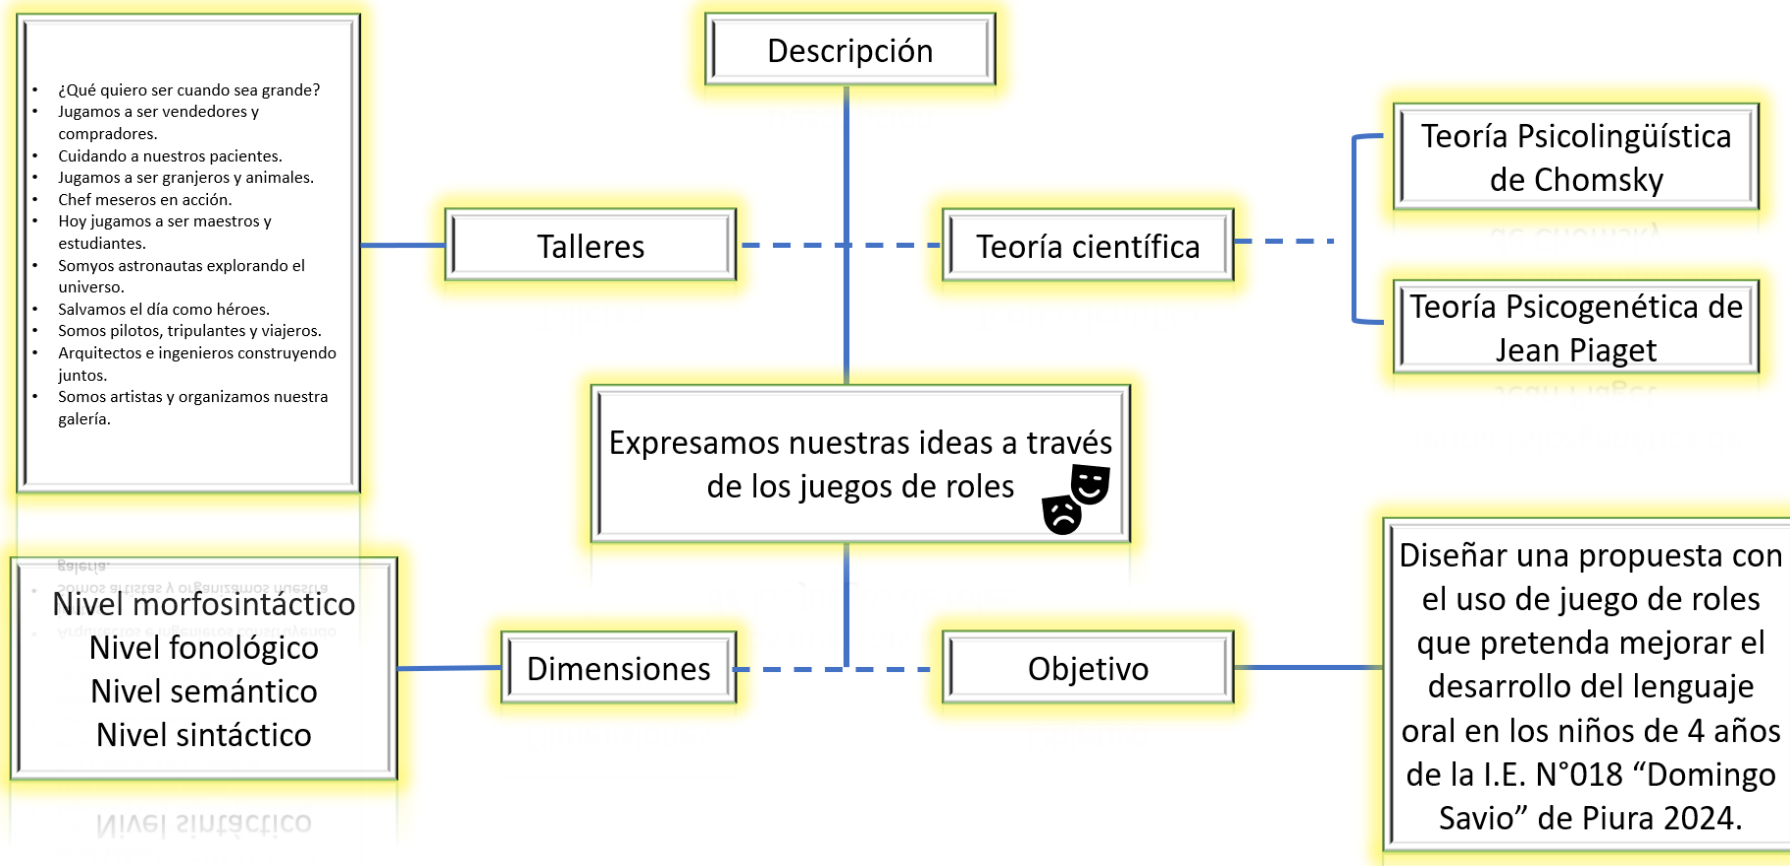 Descripción
• ¿Qué quiero ser cuando sea grande?
• Jugamos a ser vendedores y
compradores.
• Cuidando a nuestros pacientes.
• Jugamos a ser granjeros y animales.
• Chef meseros en acción.
• Hoy jugamos a ser maestros y
estudiantes.
• Somyos astronautas explorando el
universo.
• Salvamos el día como héroes.
• Somos pilotos, tripulantes y viajeros.
• Arquitectos e ingenieros construyendo
juntos.
• Somos artistas y organizamos nuestra
galería.
Talleres
Teoría científica
Teoría Psicolingüística
de Chomsky
Teoría Psicogenética de
Jean Piaget
Expresamos nuestras ideas a través
de los juegos de roles
Nivel morfosintáctico
Nivel fonológico
Nivel semántico
Nivel sintáctico
Dimensiones
Objetivo
Diseñar una propuesta con
el uso de juego de roles
que pretenda mejorar el
desarrollo del lenguaje
oral en los niños de 4 años
de la I.E. N°018 “Domingo
Savio” de Piura 2024.